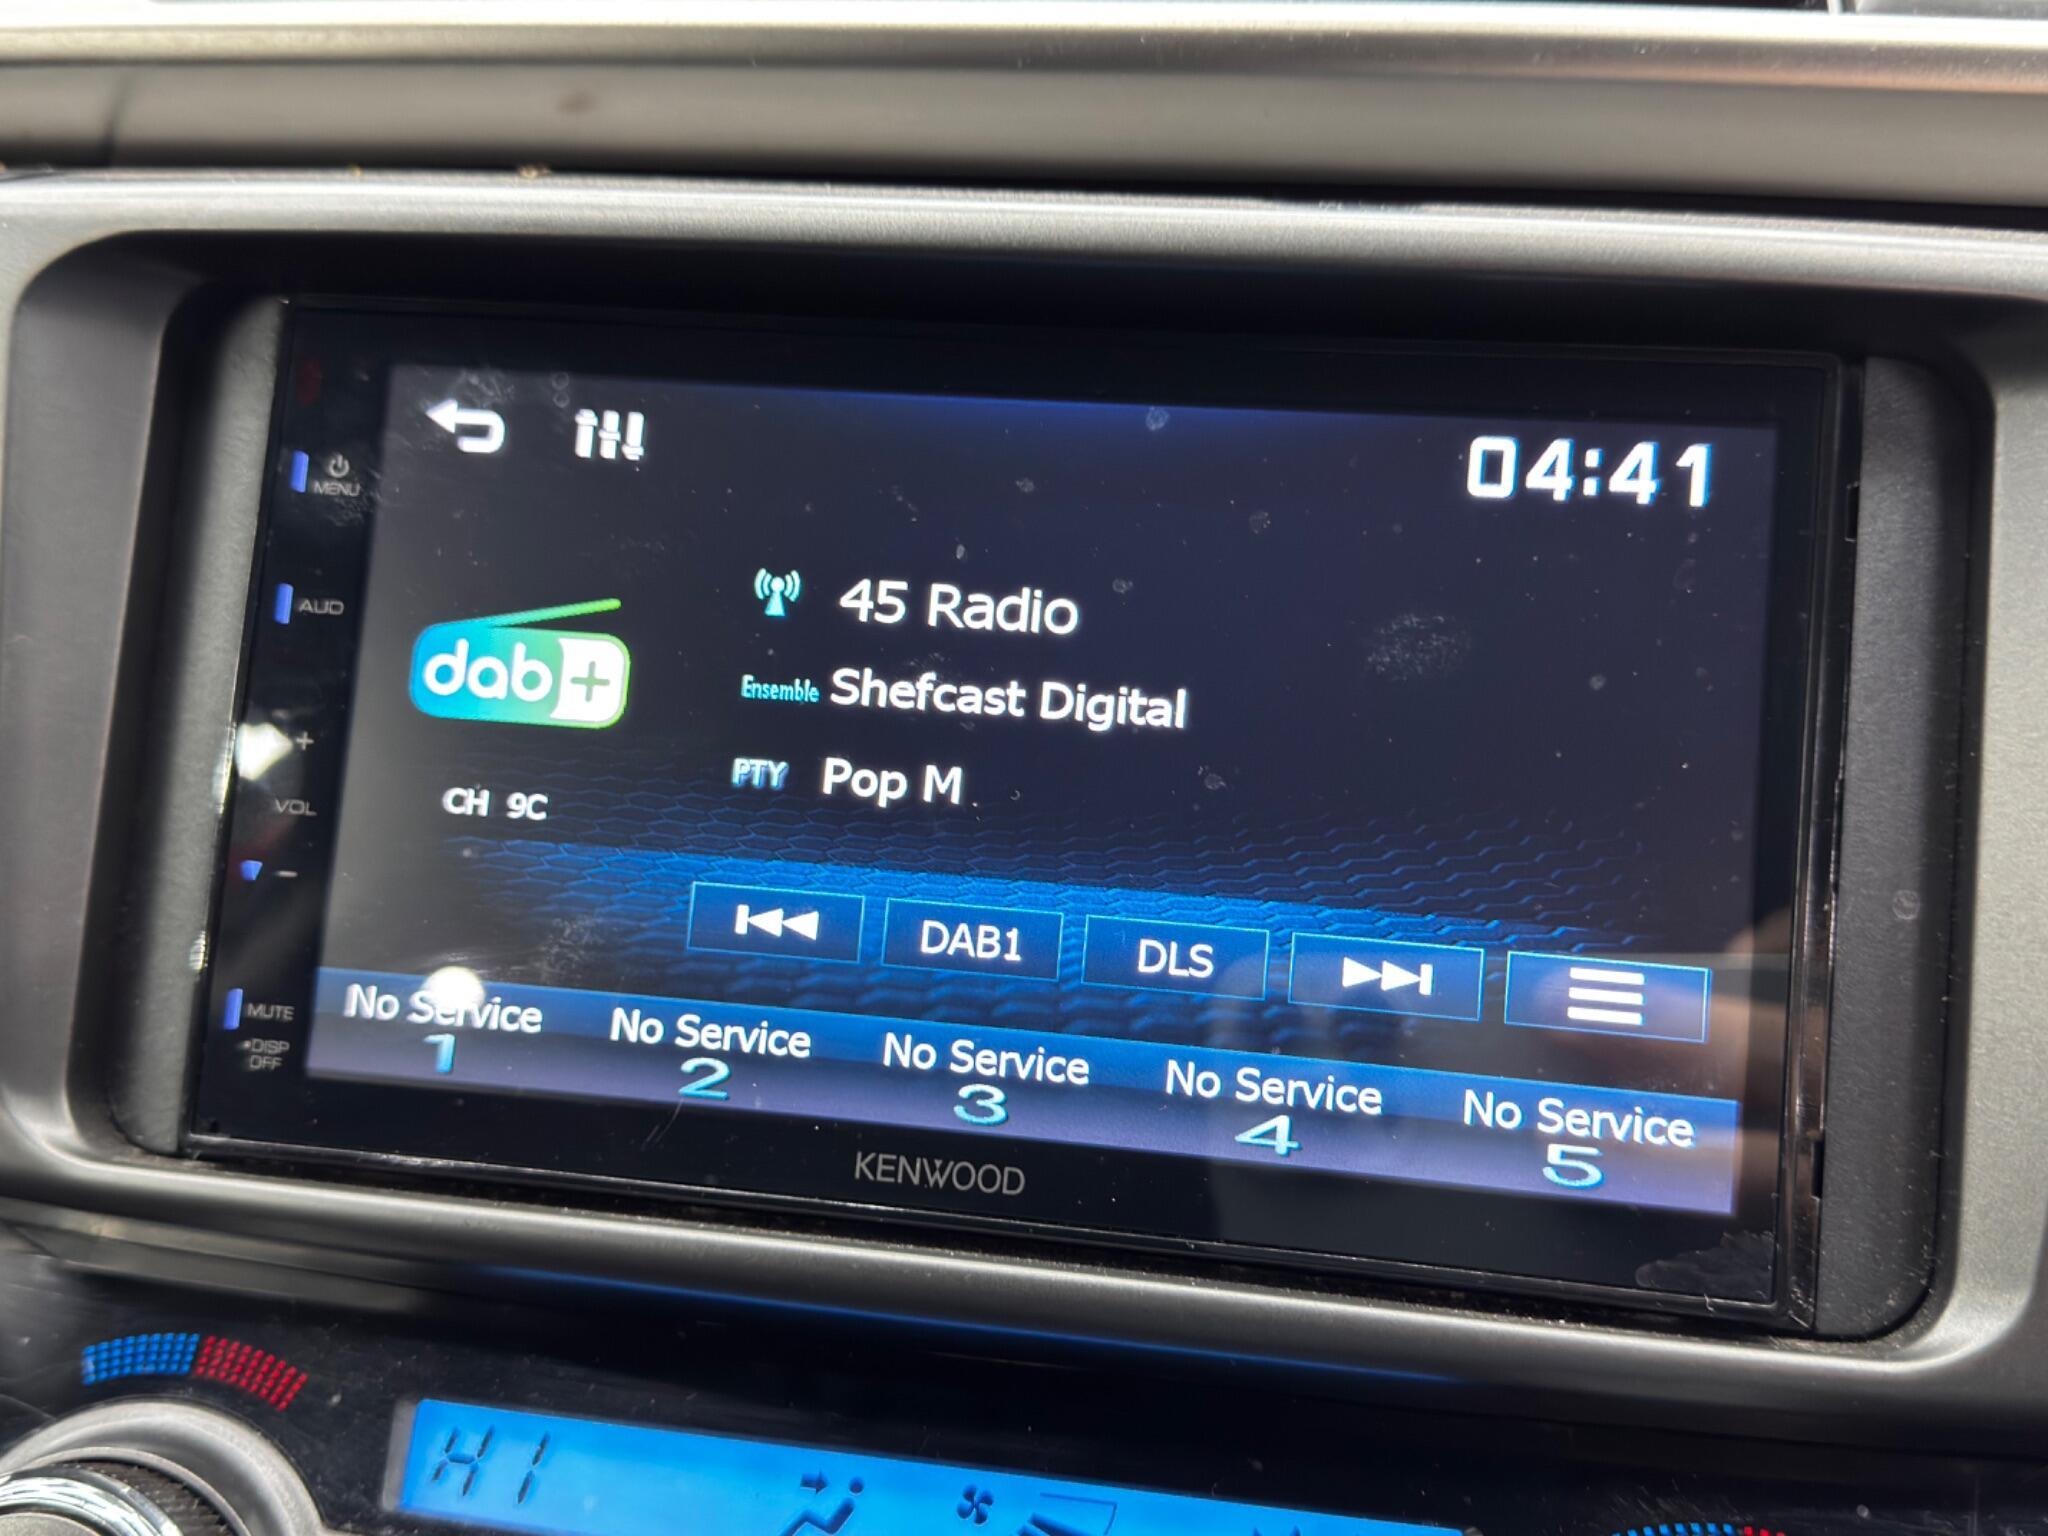 04:41
MENU
AUD
45 Radio
dab+
Ensemble Shefcast Digital
PTY Pop M
CH 9C
+
VOL
-
DAB1
DLS
MUTE
•DISP
OFF
No Service No Service No Service No Service No Service
1 2 3 4 5
KENWOOD
HI